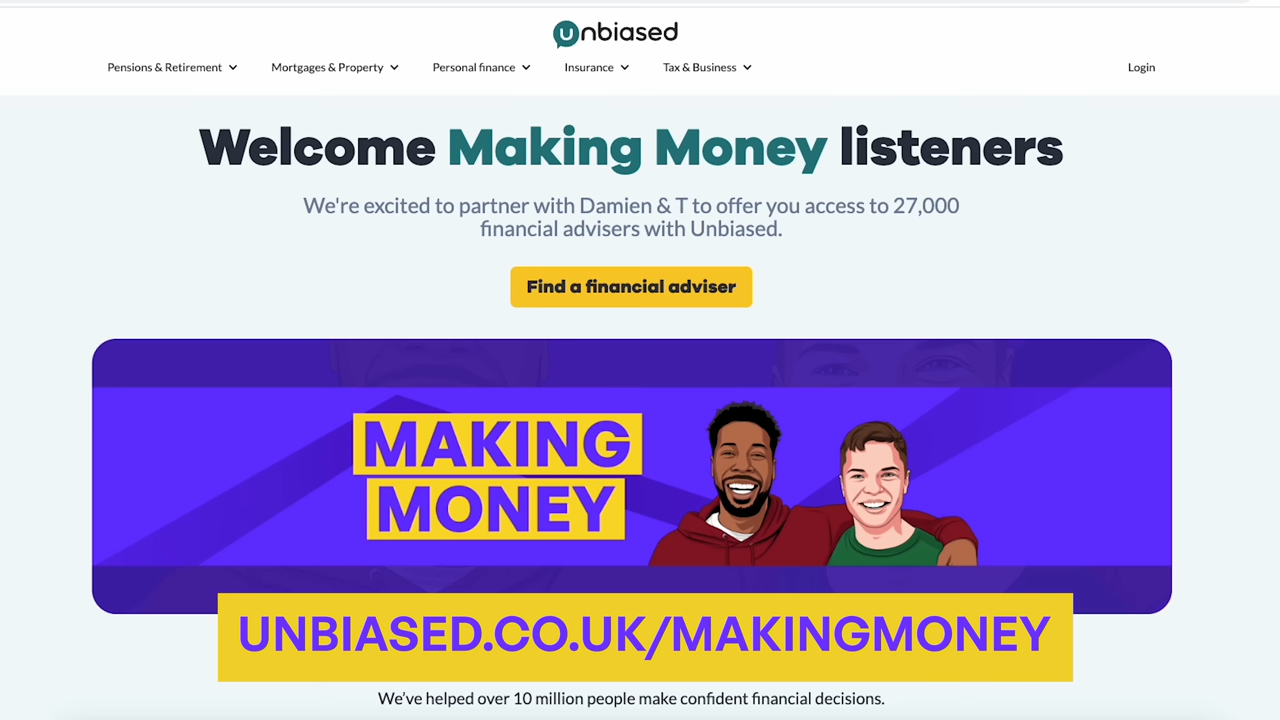 unbiased
Pensions & Retirement Mortgages & Property Personal finance Insurance Tax & Business Login
Welcome Making Money listeners
We're excited to partner with Damien & T to offer you access to 27,000
financial advisers with Unbiased.
Find a financial adviser
MAKING
MONEY
UNBIASED.CO.UK/MAKINGMONEY
We’ve helped over 10 million people make confident financial decisions.